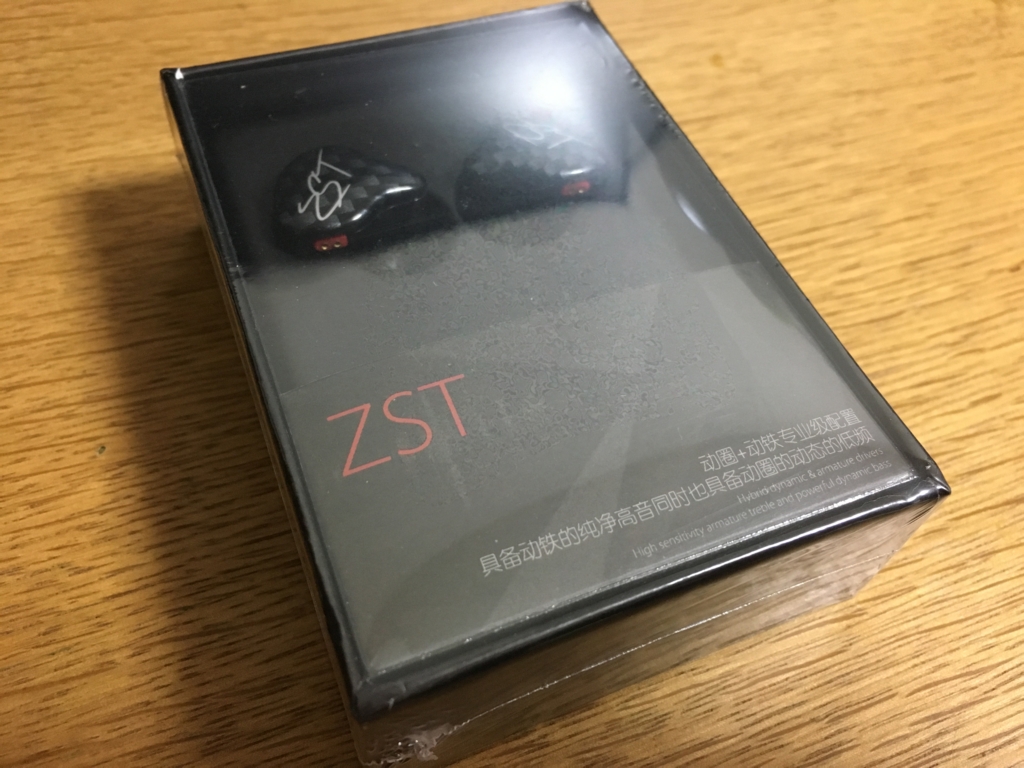 ZST
动圈+动铁专业级配置
具备动铁的纯净高音同时也具备动圈的动态的低频
Hybrid dynamic & armature drivers
High sensitivity armature treble and powerful dynamic bass